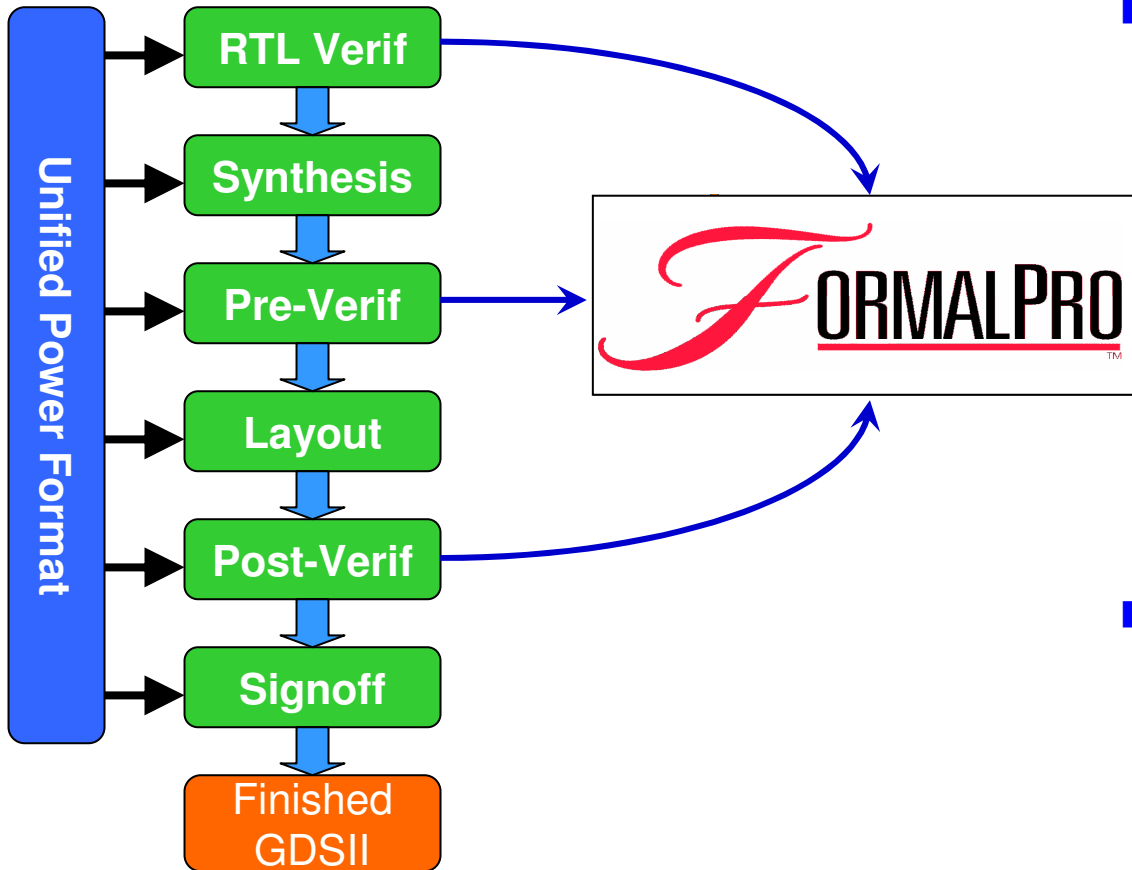 Unified Power Format
RTL Verif
Synthesis
Pre-Verif
Layout
Post-Verif
Signoff
Finished
GDSII
FORMALPRO
TM